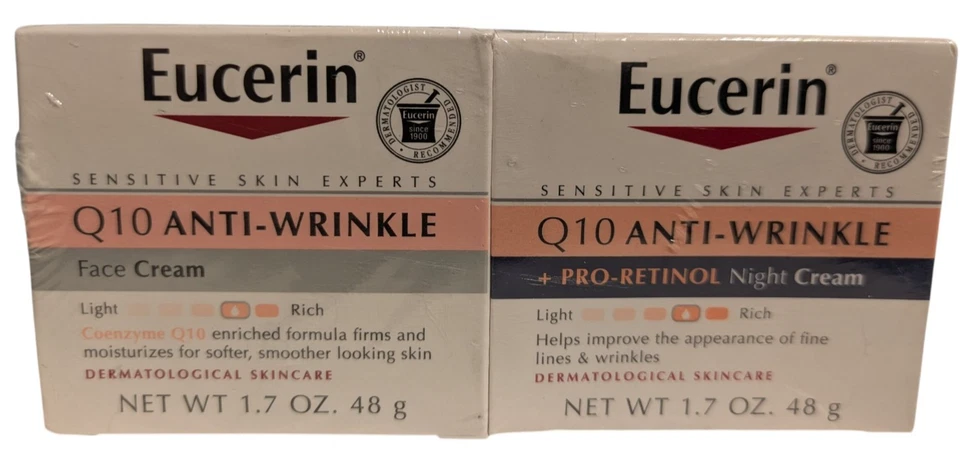 Eucerin®
DERMATOLOGIST RECOMMENDED
Eucerin
since
1900
SENSITIVE SKIN EXPERTS
Q10 ANTI-WRINKLE
Face Cream
Light Rich
Coenzyme Q10 enriched formula firms and
moisturizes for softer, smoother looking skin
DERMATOLOGICAL SKINCARE
NET WT 1.7 OZ. 48 g
Eucerin®
DERMATOLOGIST RECOMMENDED
Eucerin
since
1900
SENSITIVE SKIN EXPERTS
Q10 ANTI-WRINKLE
+ PRO-RETINOL Night Cream
Light Rich
Helps improve the appearance of fine
lines & wrinkles
DERMATOLOGICAL SKINCARE
NET WT 1.7 OZ. 48 g